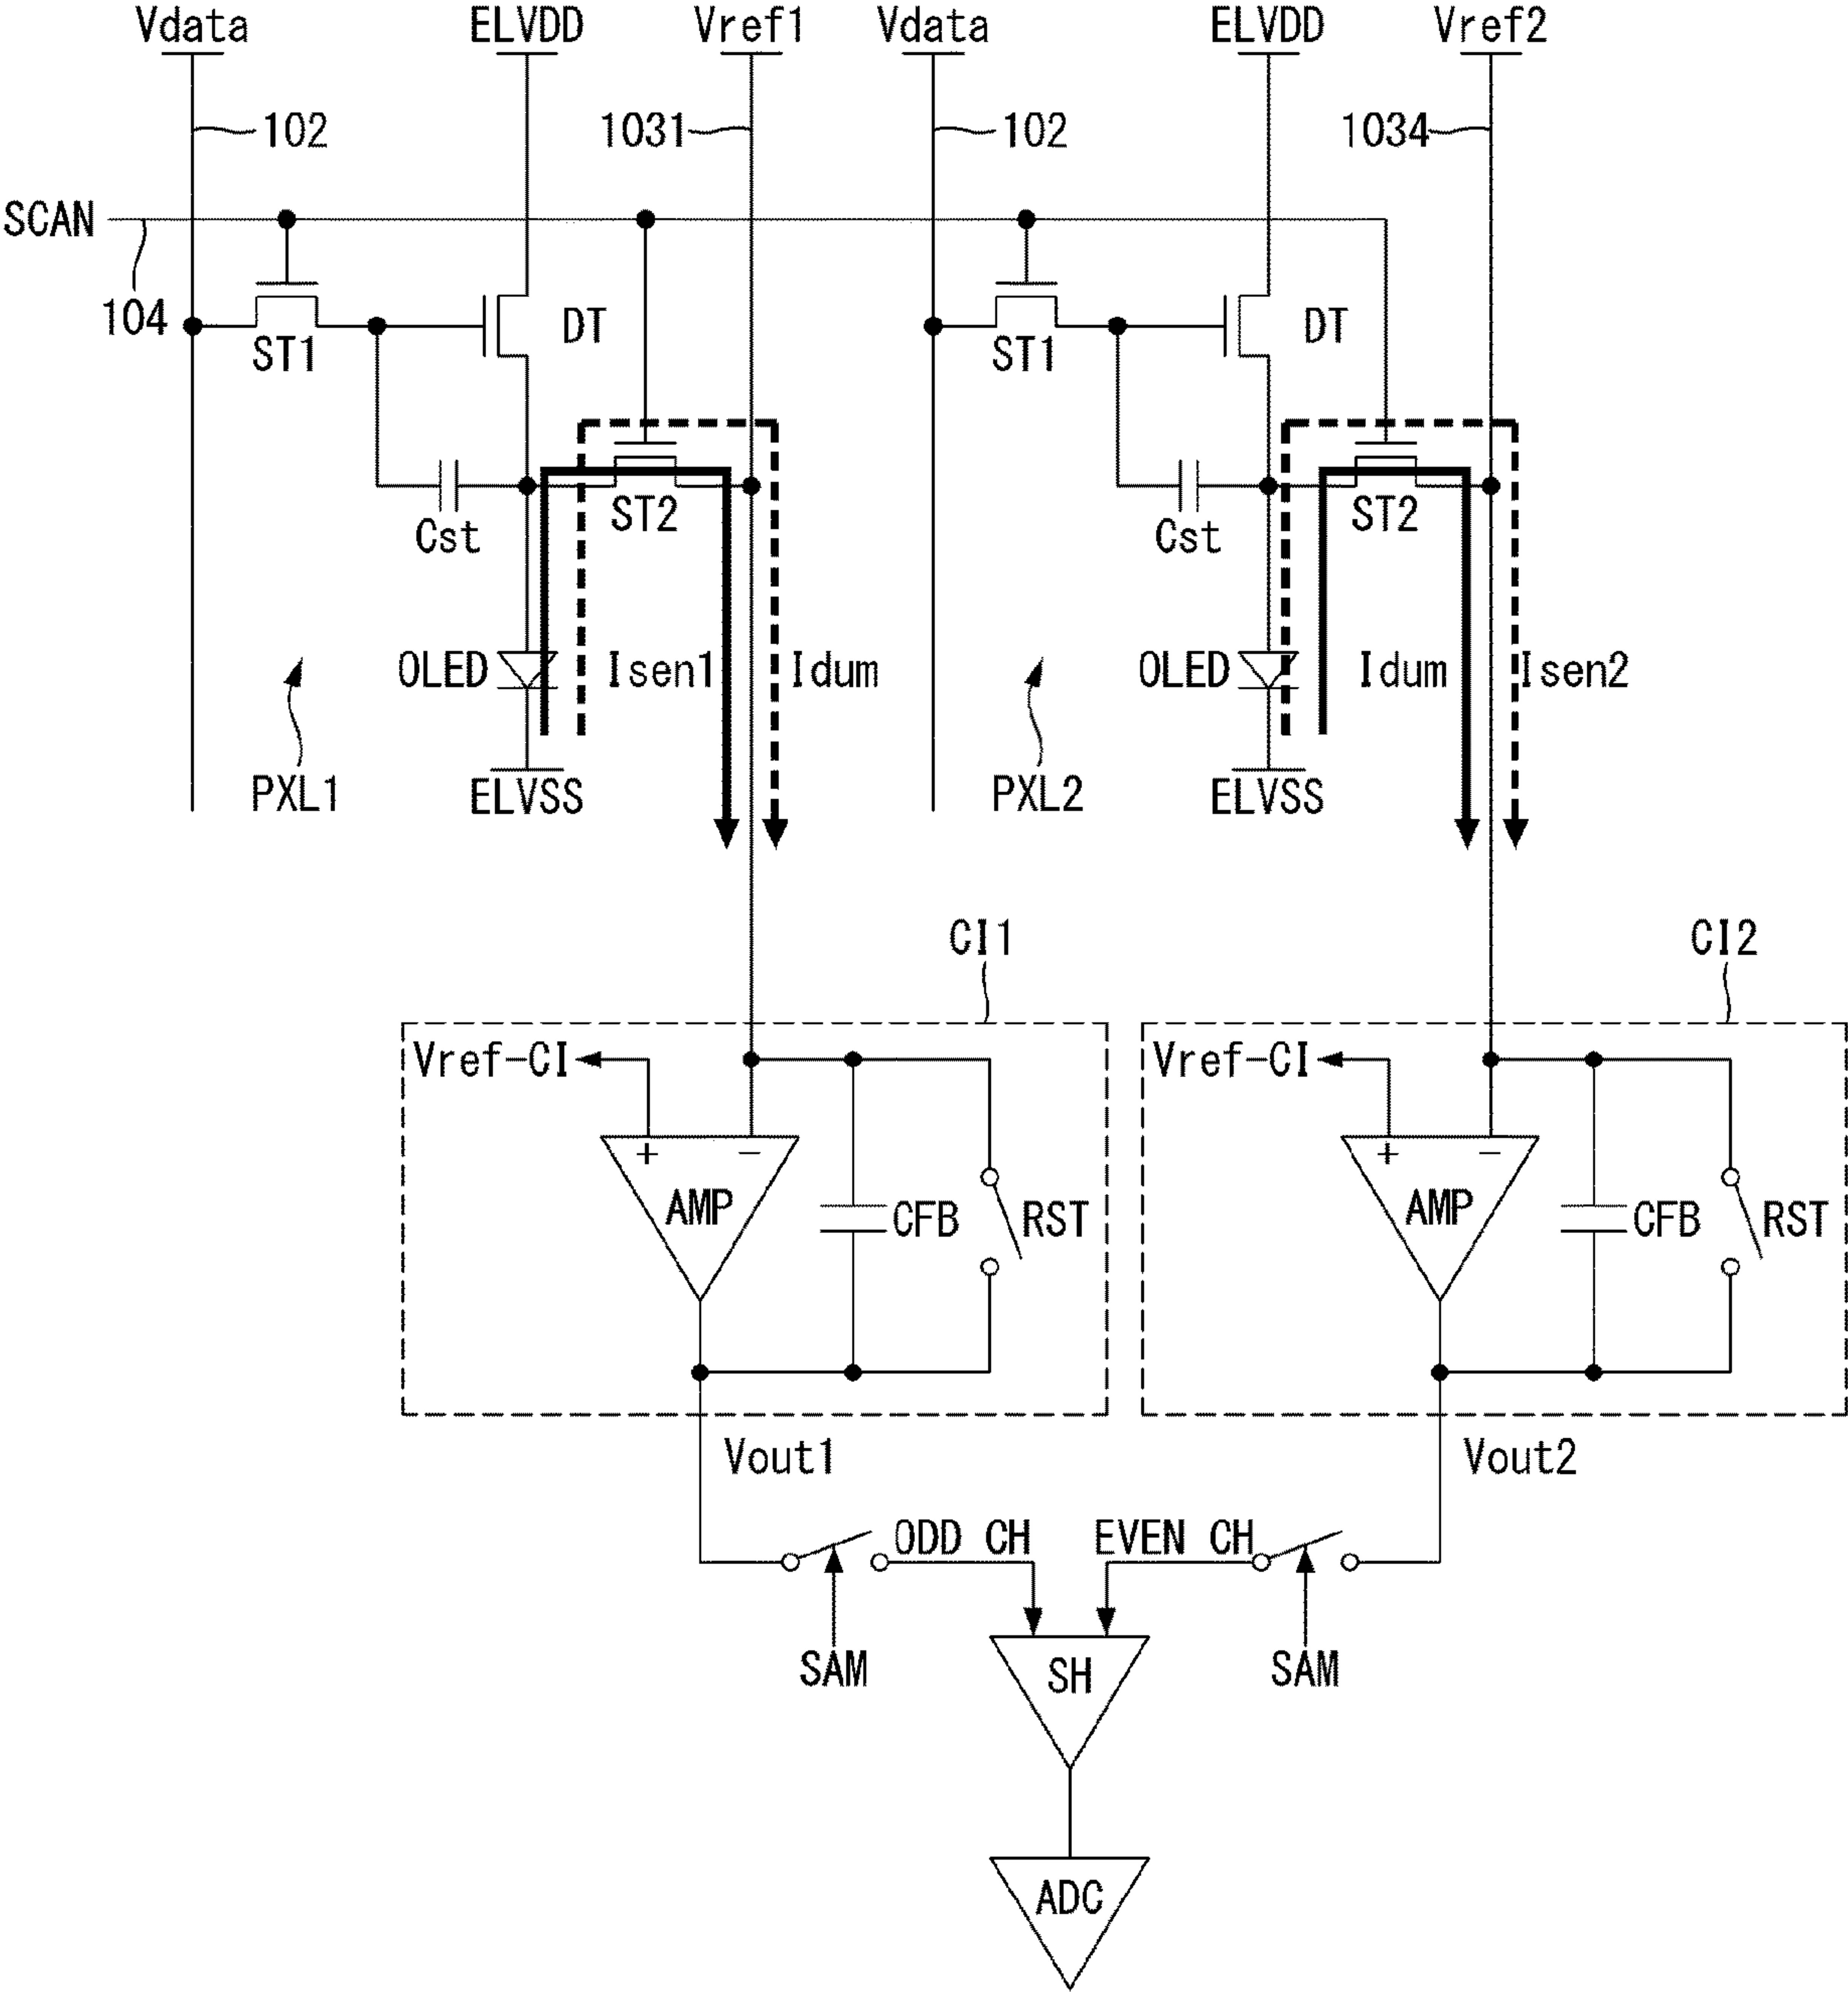 Vdata ELVDD Vref1 Vdata ELVDD Vref2
102 1031 102 1034
SCAN
104
ST1 DT ST1 DT
Cst ST2 Cst ST2
OLED Isen1 Idum OLED Idum Isen2
PXL1 ELVSS PXL2 ELVSS
CI1 CI2
Vref-CI Vref-CI
+ − + −
AMP CFB RST AMP CFB RST
Vout1 Vout2
ODD CH EVEN CH
SAM SH SAM
ADC